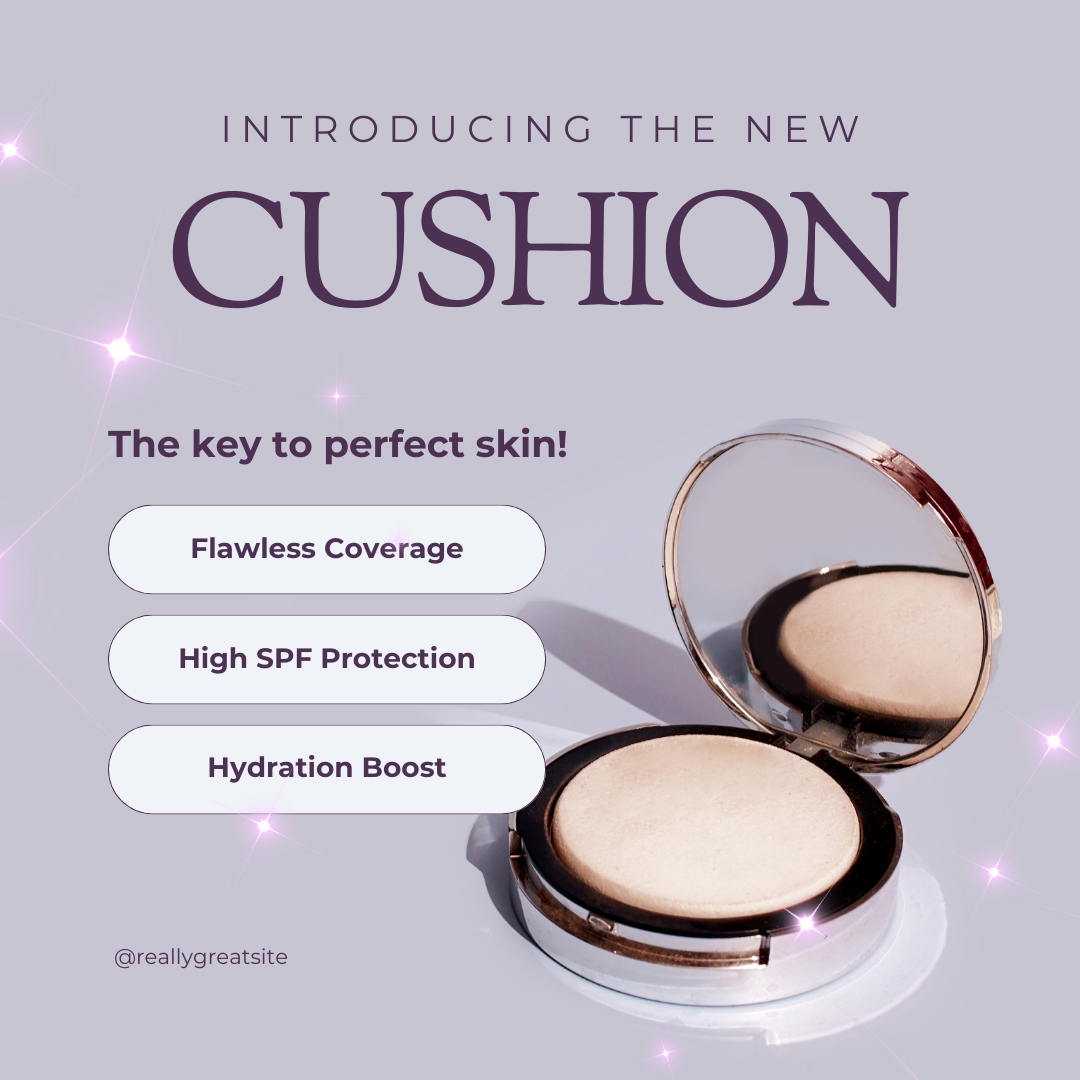 INTRODUCING THE NEW
CUSHION
The key to perfect skin!
Flawless Coverage
High SPF Protection
Hydration Boost
@reallygreatsite